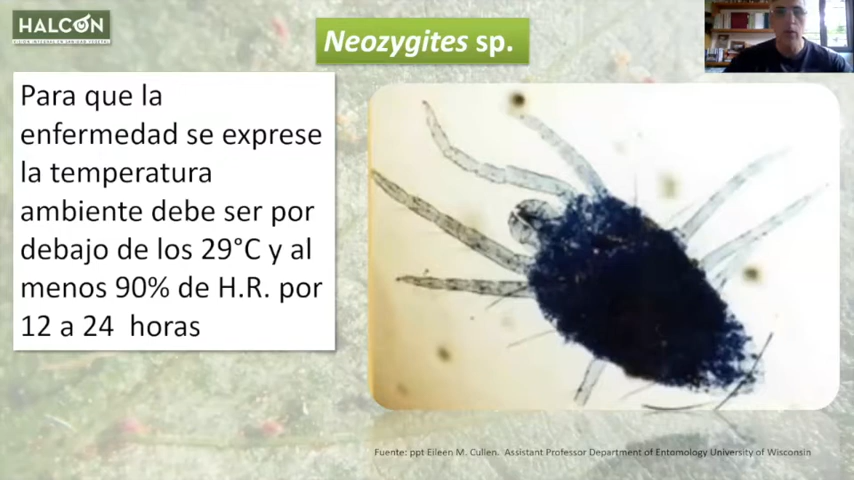 HALCÓN
Neozygites sp.
Para que la
enfermedad se exprese
la temperatura
ambiente debe ser por
debajo de los 29°C y al
menos 90% de H.R. por
12 a 24 horas
Fuente: ppt Eileen M. Cullen. Assistant Professor Department of Entomology University of Wisconsin